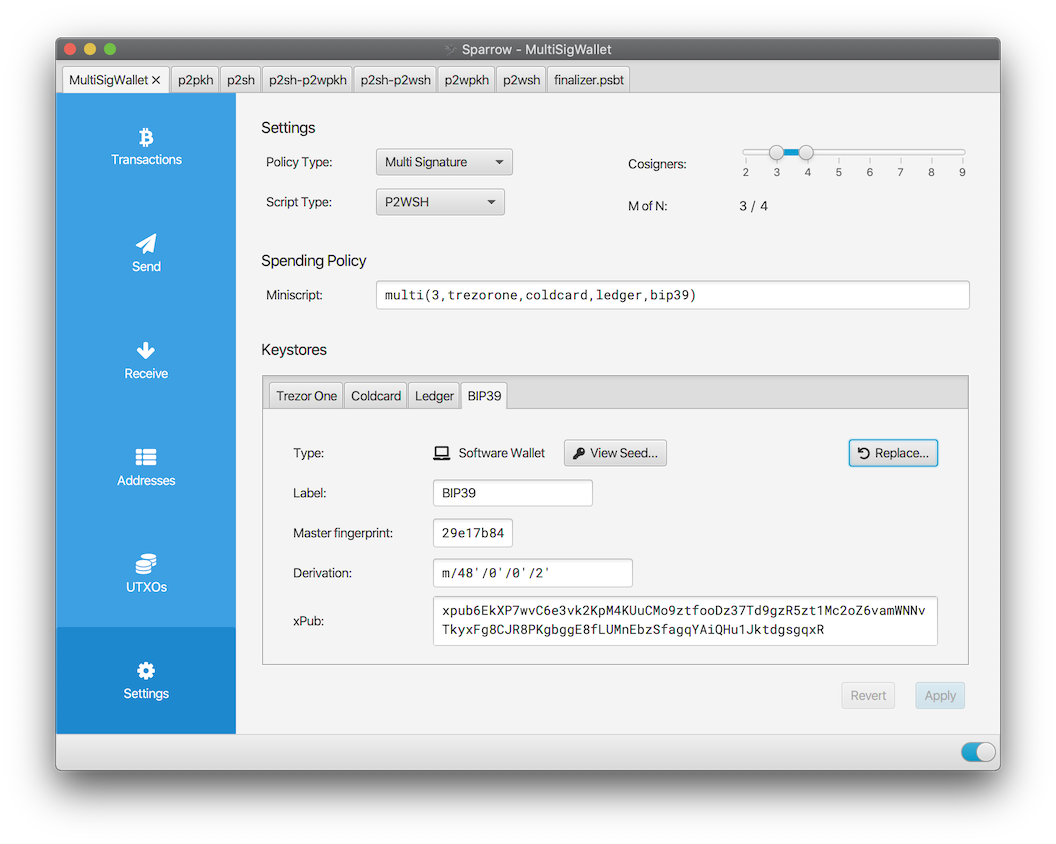 Sparrow - MultiSigWallet
MultiSigWallet ✕ p2pkh p2sh p2sh-p2wpkh p2sh-p2wsh p2wpkh p2wsh finalizer.psbt
Transactions
Send
Receive
Addresses
UTXOs
Settings
Settings
Policy Type: Multi Signature
Cosigners: 2 3 4 5 6 7 8 9
Script Type: P2WSH
M of N: 3 / 4
Spending Policy
Miniscript: multi(3,trezorone,coldcard,ledger,bip39)
Keystores
Trezor One Coldcard Ledger BIP39
Type: Software Wallet View Seed... Replace...
Label: BIP39
Master fingerprint: 29e17b84
Derivation: m/48'/0'/0'/2'
xPub: xpub6EkXP7wvC6e3vk2KpM4KUuCMo9ztfooDz37Td9gzR5zt1Mc2oZ6vamWNNv
TkyxFg8CJR8PKgbggE8fLUMnEbzSfagqYAiQHu1JktdgsgqxR
Revert Apply